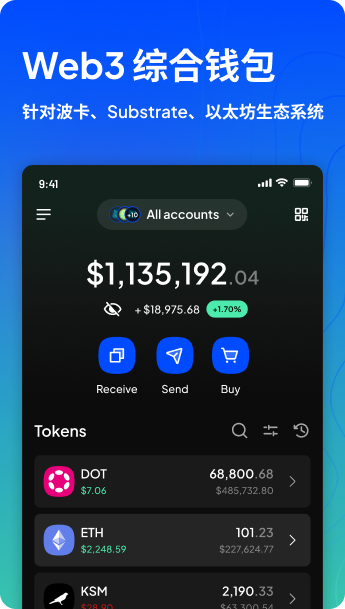 Web3 综合钱包
针对波卡、Substrate、以太坊生态系统
9:41
+10 All accounts
$1,135,192.04
+ $18,975.68 +1.70%
Receive Send Buy
Tokens
DOT 68,800.68
$7.06 $485,732.80
ETH 101.23
$2,248.59 $227,624.77
KSM 2,190.33
$28.90 $63,300.54